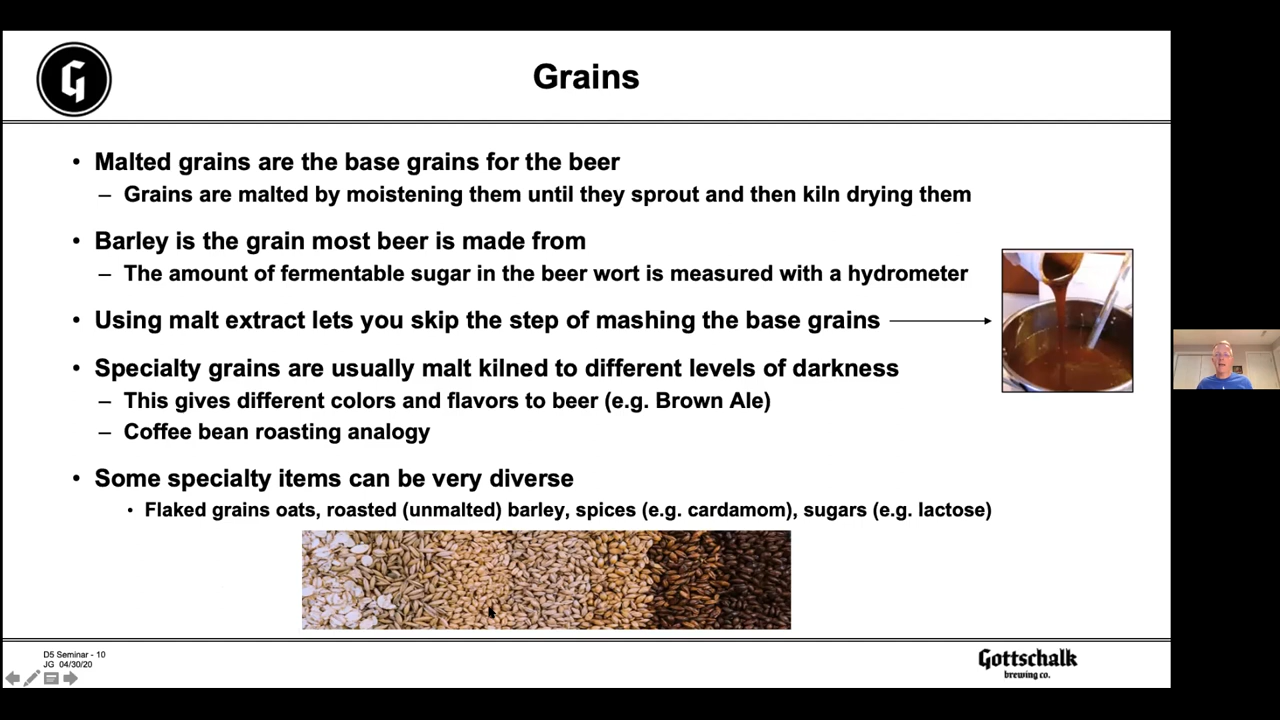 G
Grains
• Malted grains are the base grains for the beer
– Grains are malted by moistening them until they sprout and then kiln drying them
• Barley is the grain most beer is made from
– The amount of fermentable sugar in the beer wort is measured with a hydrometer
• Using malt extract lets you skip the step of mashing the base grains
• Specialty grains are usually malt kilned to different levels of darkness
– This gives different colors and flavors to beer (e.g. Brown Ale)
– Coffee bean roasting analogy
• Some specialty items can be very diverse
• Flaked grains oats, roasted (unmalted) barley, spices (e.g. cardamom), sugars (e.g. lactose)
D5 Seminar - 10
JG 04/30/20
Gottschalk
brewing co.